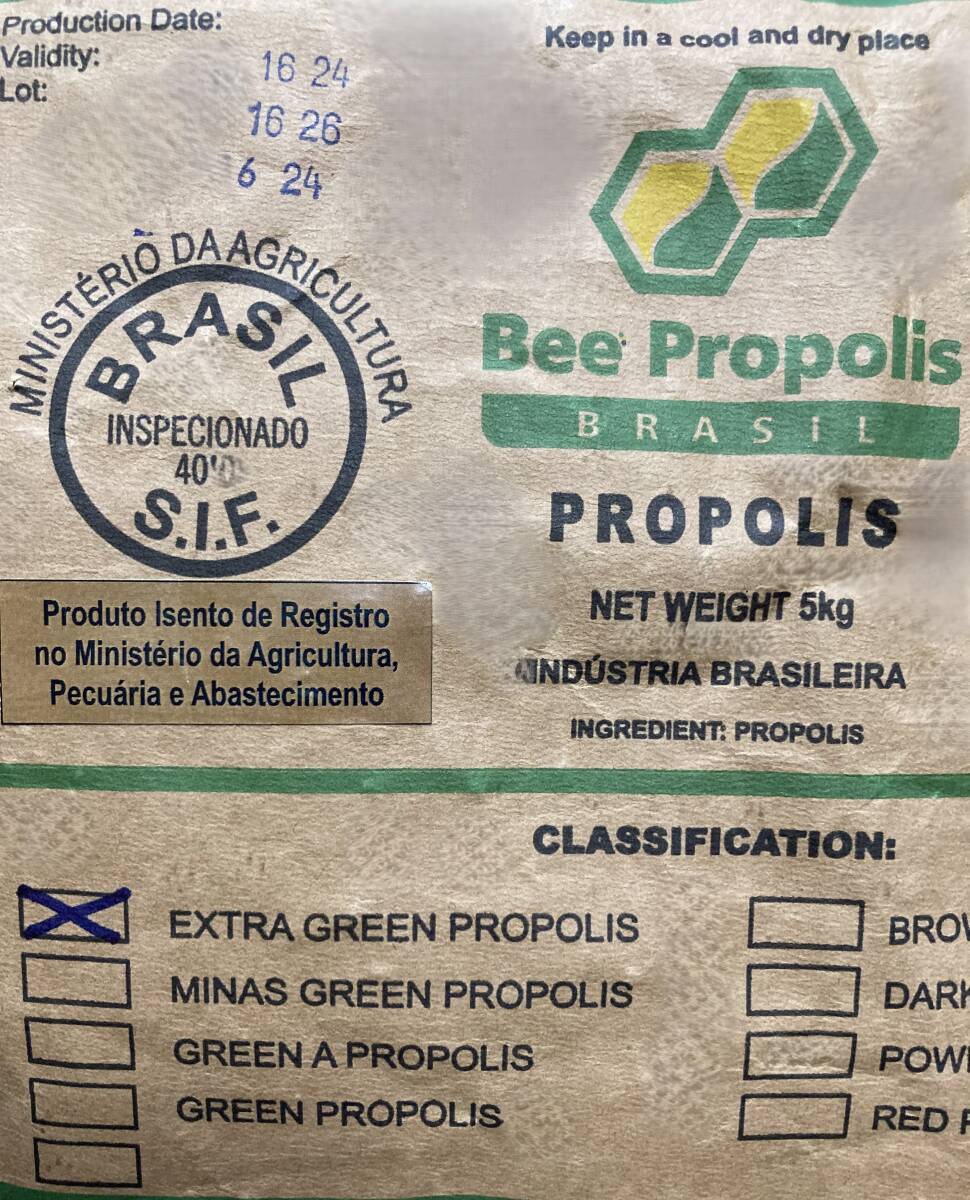 Production Date:
Validity:
Lot:
16 24
16 26
6 24
Keep in a cool and dry place
Bee Propolis
BRASIL
MINISTÉRIO DA AGRICULTURA
BRASIL
INSPECIONADO
S.I.F.
Produto Isento de Registro
no Ministério da Agricultura,
Pecuária e Abastecimento
PROPOLIS
NET WEIGHT 5kg
INDÚSTRIA BRASILEIRA
INGREDIENT: PROPOLIS
CLASSIFICATION:
EXTRA GREEN PROPOLIS
MINAS GREEN PROPOLIS
GREEN A PROPOLIS
GREEN PROPOLIS
RED